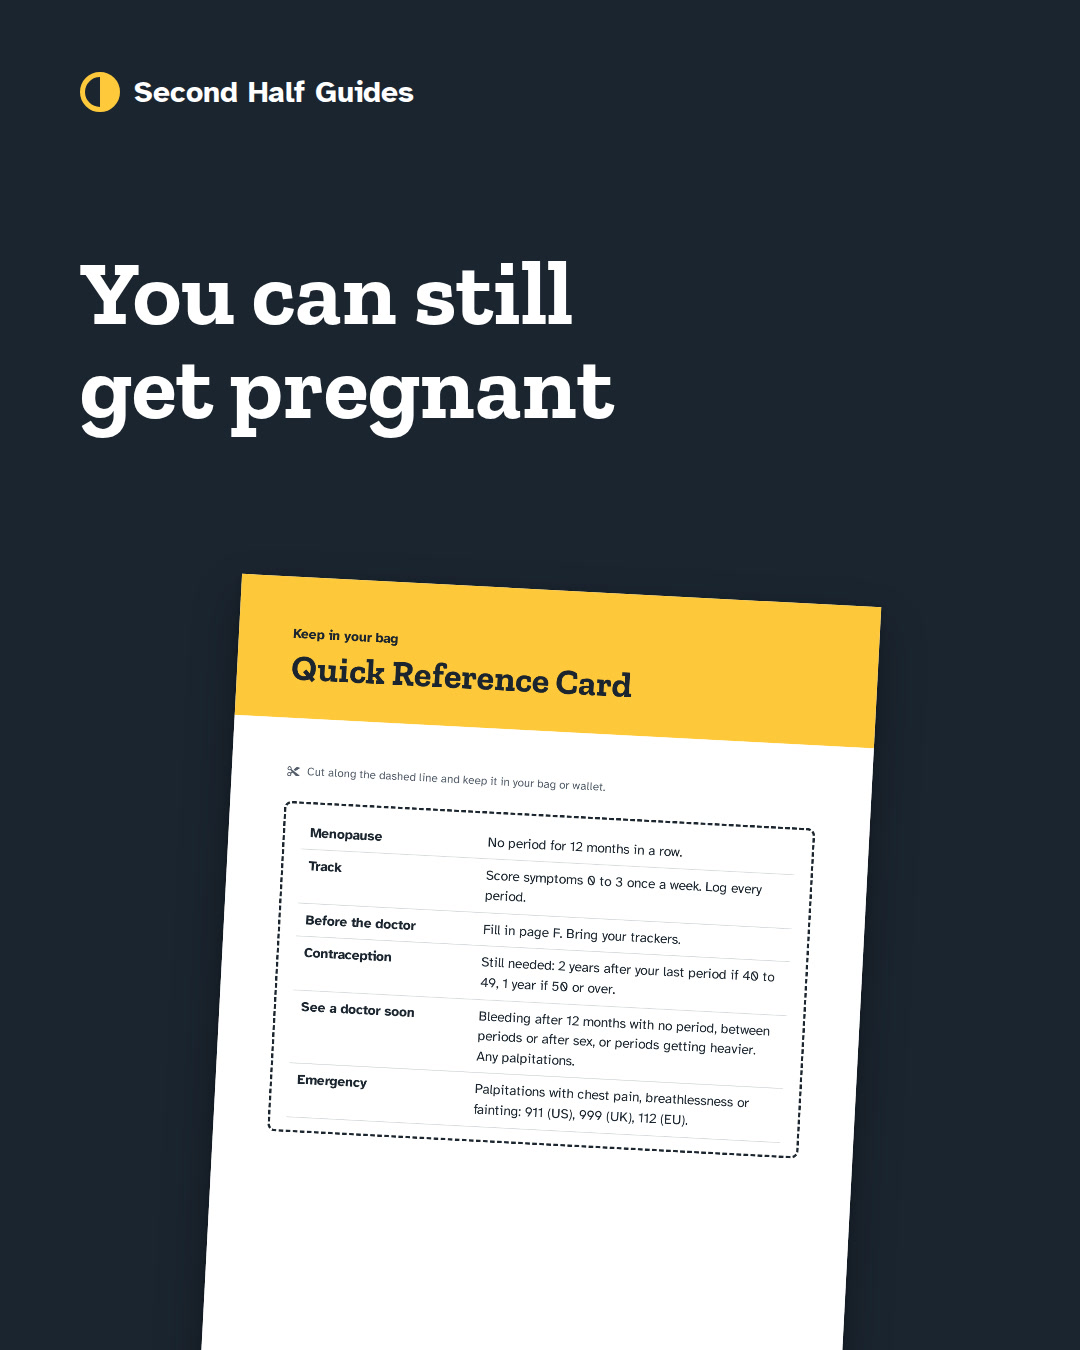 Second Half Guides
You can still
get pregnant
Keep in your bag
Quick Reference Card
Cut along the dashed line and keep it in your bag or wallet.
Menopause No period for 12 months in a row.
Track Score symptoms 0 to 3 once a week. Log every
period.
Before the doctor Fill in page F. Bring your trackers.
Contraception Still needed: 2 years after your last period if 40 to
49, 1 year if 50 or over.
See a doctor soon Bleeding after 12 months with no period, between
periods or after sex, or periods getting heavier.
Any palpitations.
Emergency Palpitations with chest pain, breathlessness or
fainting: 911 (US), 999 (UK), 112 (EU).